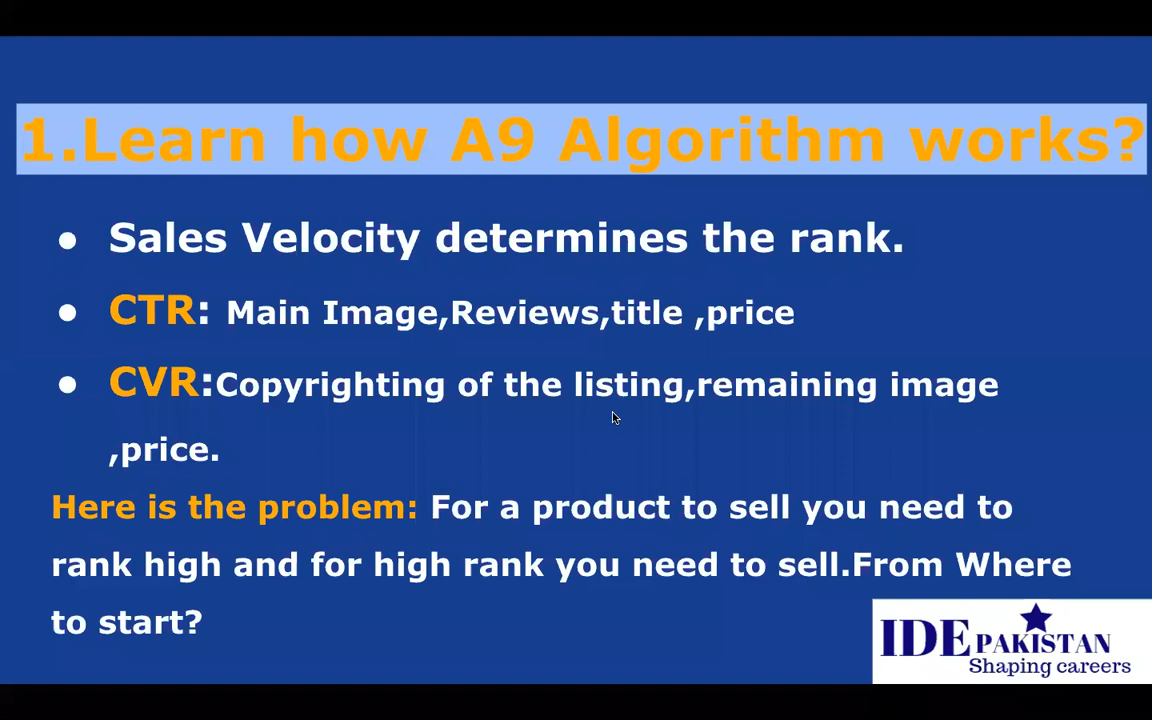 1.Learn how A9 Algorithm works?
● Sales Velocity determines the rank.
● CTR: Main Image,Reviews,title ,price
● CVR:Copyrighting of the listing,remaining image
,price.
Here is the problem: For a product to sell you need to
rank high and for high rank you need to sell.From Where
to start?
IDE PAKISTAN
Shaping careers